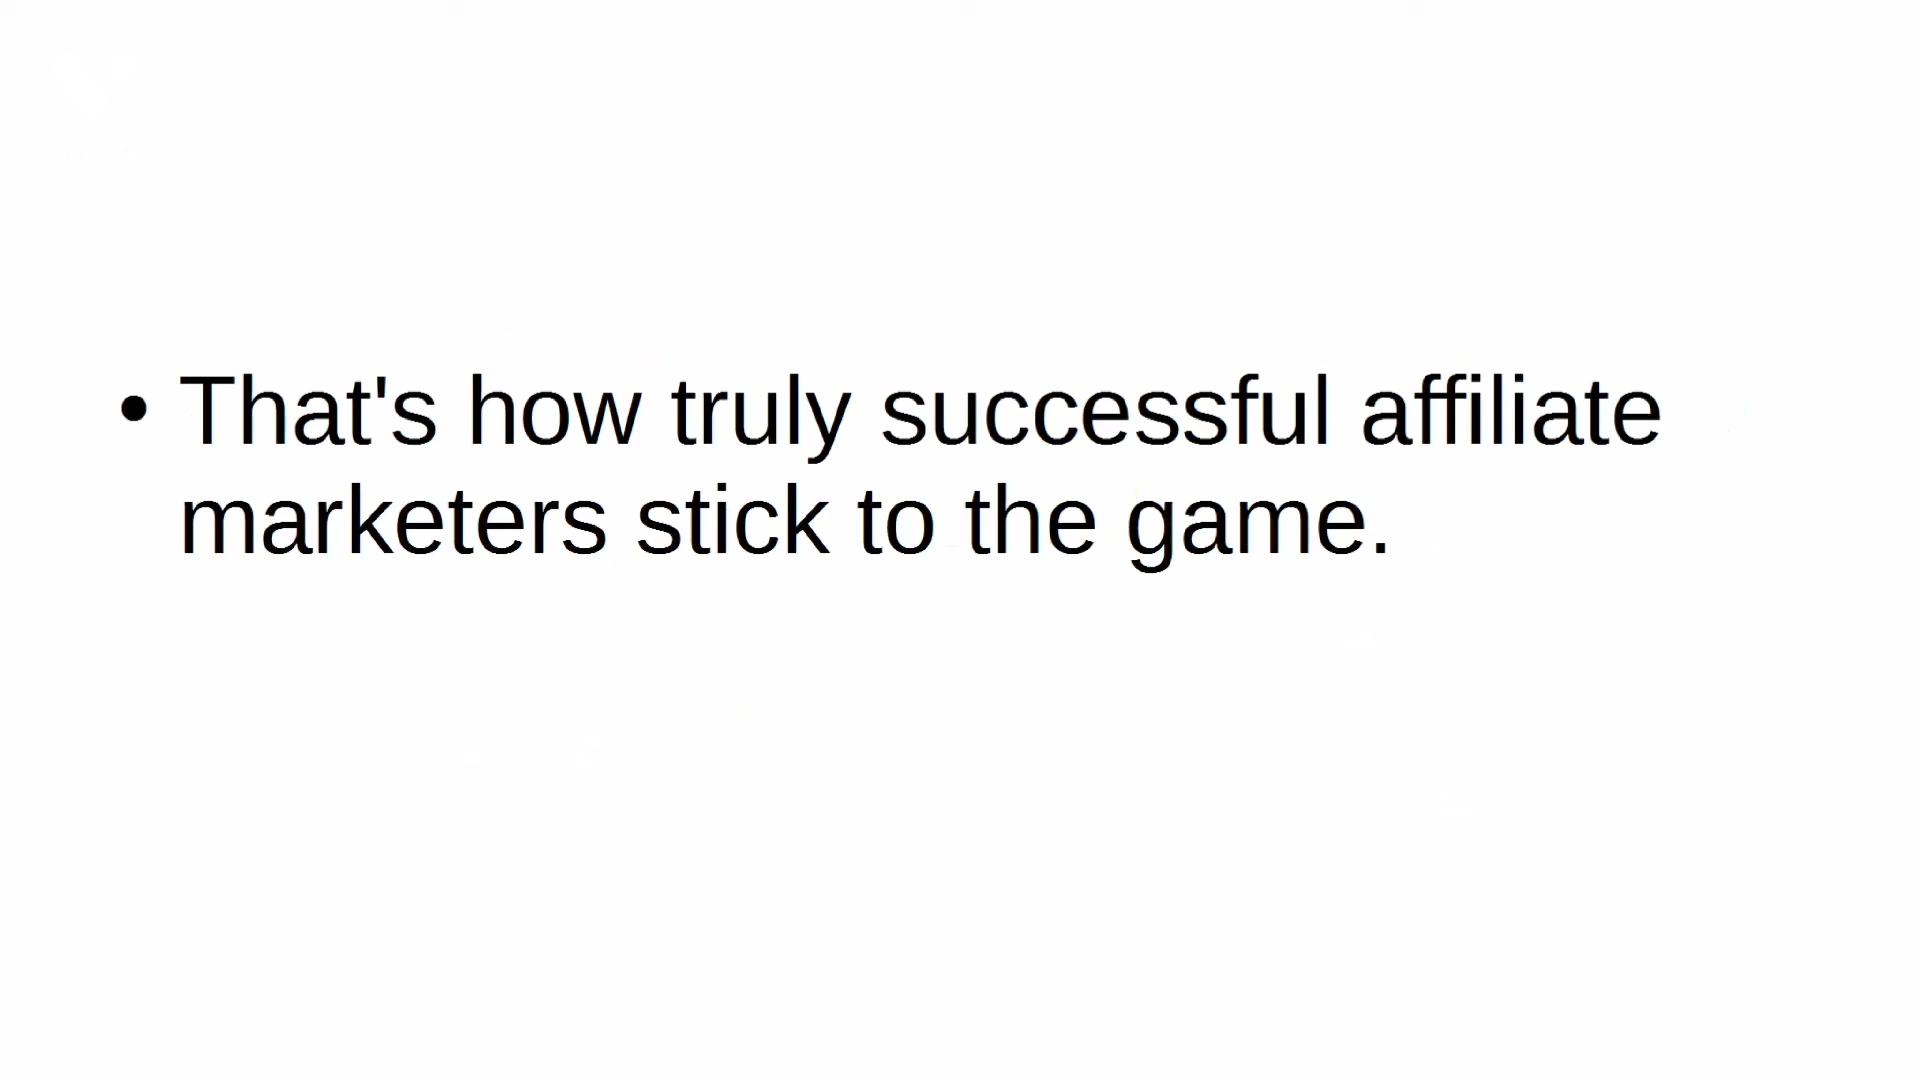 • That's how truly successful affiliate
marketers stick to the game.